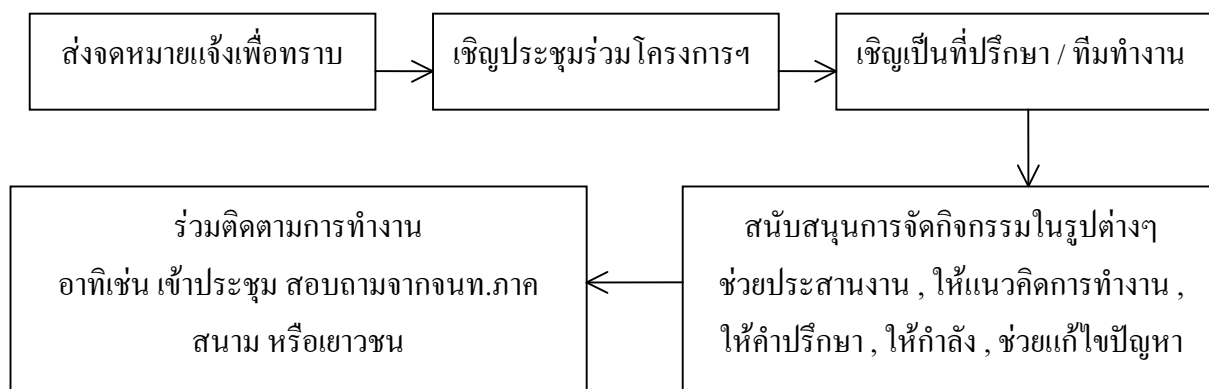 ส่งจดหมายแจ้งเพื่อทราบ
เชิญประชุมร่วมโครงการฯ
เชิญเป็นที่ปรึกษา / ทีมทำงาน
สนับสนุนการจัดกิจกรรมในรูปต่างๆ
ช่วยประสานงาน , ให้แนวคิดการทำงาน ,
ให้คำปรึกษา , ให้กำลัง , ช่วยแก้ไขปัญหา
ร่วมติดตามการทำงาน
อาทิเช่น เข้าประชุม สอบถามจากจนท.ภาค
สนาม หรือเยาวชน